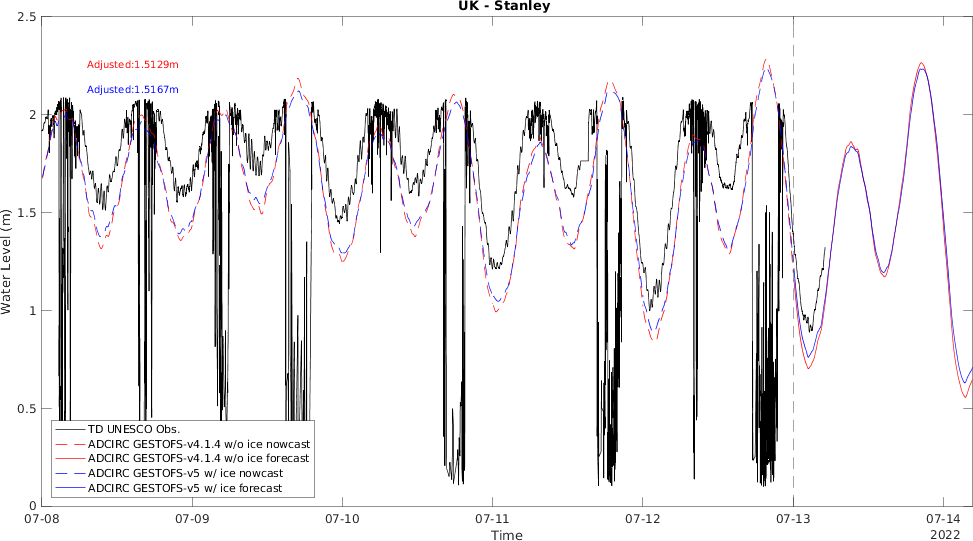 UK - Stanley
2.5
Adjusted:1.5129m
Adjusted:1.5167m
2
1.5
Water Level (m)
1
0.5
0
TD UNESCO Obs.
ADCIRC GESTOFS-v4.1.4 w/o ice nowcast
ADCIRC GESTOFS-v4.1.4 w/o ice forecast
ADCIRC GESTOFS-v5 w/ ice nowcast
ADCIRC GESTOFS-v5 w/ ice forecast
07-08 07-09 07-10 07-11 07-12 07-13 07-14
Time
2022